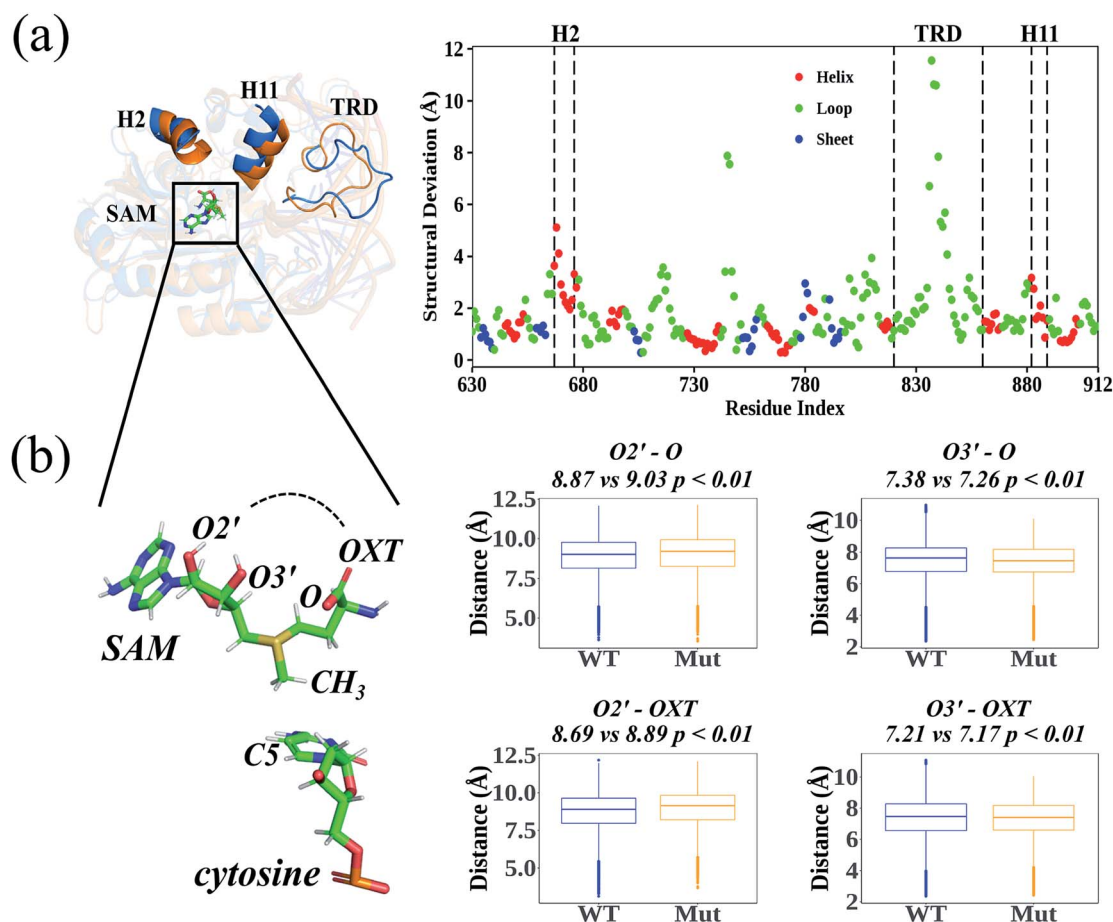 (a)
H2
H11
TRD
SAM
H2 TRD H11
Structural Deviation (Å)
12
10
8
6
4
2
0
Helix
Loop
Sheet
630 680 730 780 830 880 912
Residue Index
(b)
O2'
O3'
OXT
O
SAM
CH3
C5
cytosine
O2' - O
8.87 vs 9.03 p < 0.01
Distance (Å)
12.5
10.0
7.5
5.0
WT Mut
O3' - O
7.38 vs 7.26 p < 0.01
Distance (Å)
10
8
6
4
2
WT Mut
O2' - OXT
8.69 vs 8.89 p < 0.01
Distance (Å)
12.5
10.0
7.5
5.0
WT Mut
O3' - OXT
7.21 vs 7.17 p < 0.01
Distance (Å)
10
8
6
4
2
WT Mut